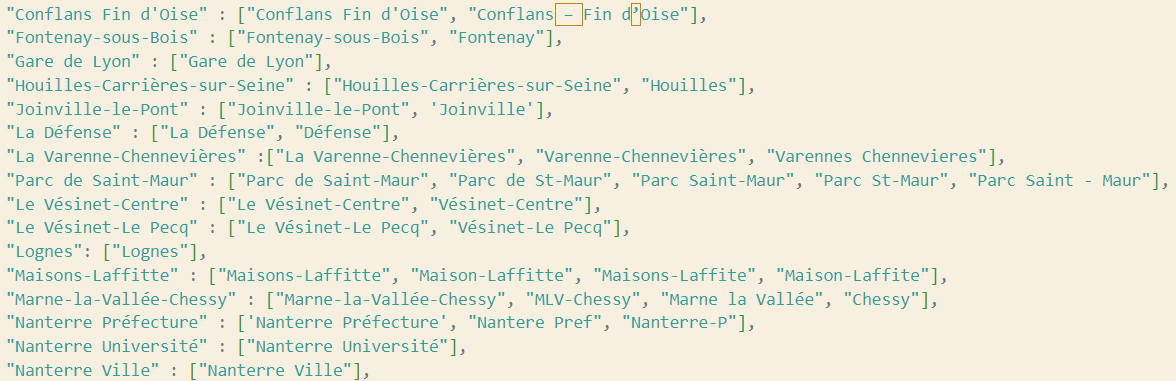 "Conflans Fin d'Oise" : ["Conflans Fin d'Oise", "Conflans – Fin d’Oise"],
"Fontenay-sous-Bois" : ["Fontenay-sous-Bois", "Fontenay"],
"Gare de Lyon" : ["Gare de Lyon"],
"Houilles-Carrières-sur-Seine" : ["Houilles-Carrières-sur-Seine", "Houilles"],
"Joinville-le-Pont" : ["Joinville-le-Pont", 'Joinville'],
"La Défense" : ["La Défense", "Défense"],
"La Varenne-Chennevières" :["La Varenne-Chennevières", "Varenne-Chennevières", "Varennes Chennevieres"],
"Parc de Saint-Maur" : ["Parc de Saint-Maur", "Parc de St-Maur", "Parc Saint-Maur", "Parc St-Maur", "Parc Saint - Maur"],
"Le Vésinet-Centre" : ["Le Vésinet-Centre", "Vésinet-Centre"],
"Le Vésinet-Le Pecq" : ["Le Vésinet-Le Pecq", "Vésinet-Le Pecq"],
"Lognes": ["Lognes"],
"Maisons-Laffitte" : ["Maisons-Laffitte", "Maison-Laffitte", "Maisons-Laffite", "Maison-Laffite"],
"Marne-la-Vallée-Chessy" : ["Marne-la-Vallée-Chessy", "MLV-Chessy", "Marne la Vallée", "Chessy"],
"Nanterre Préfecture" : ['Nanterre Préfecture', "Nantere Pref", "Nanterre-P"],
"Nanterre Université" : ["Nanterre Université"],
"Nanterre Ville" : ["Nanterre Ville"],